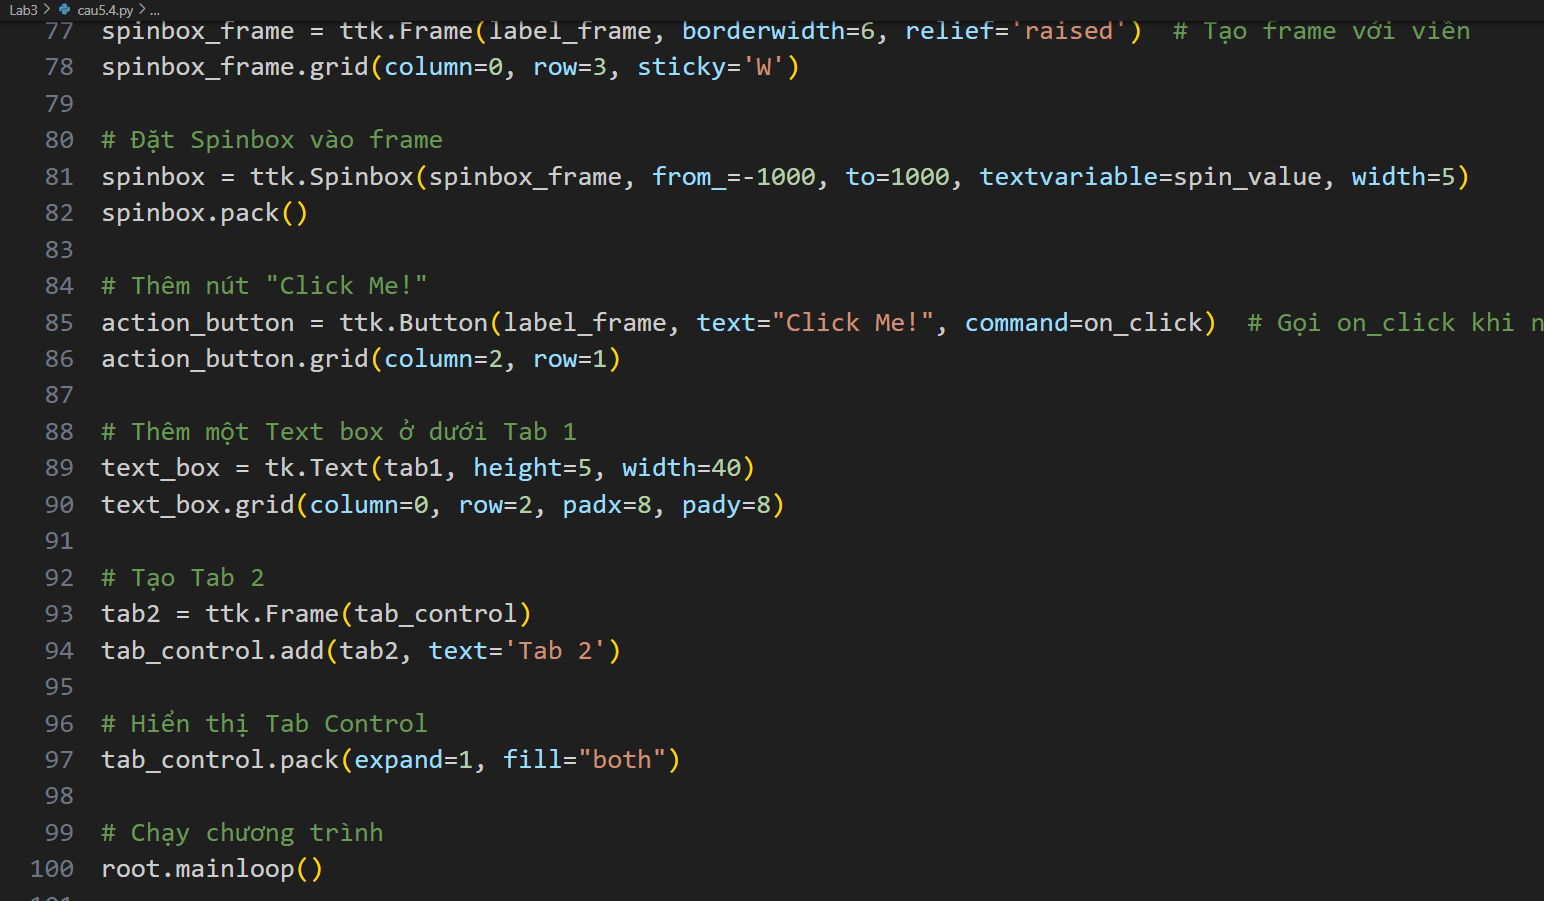 Lab3 > cau5.4.py > ...
77 spinbox_frame = ttk.Frame(label_frame, borderwidth=6, relief='raised')  # Tạo frame với viên
78 spinbox_frame.grid(column=0, row=3, sticky='W')
79
80 # Đặt Spinbox vào frame
81 spinbox = ttk.Spinbox(spinbox_frame, from_=-1000, to=1000, textvariable=spin_value, width=5)
82 spinbox.pack()
83
84 # Thêm nút "Click Me!"
85 action_button = ttk.Button(label_frame, text="Click Me!", command=on_click)  # Gọi on_click khi n
86 action_button.grid(column=2, row=1)
87
88 # Thêm một Text box ở dưới Tab 1
89 text_box = tk.Text(tab1, height=5, width=40)
90 text_box.grid(column=0, row=2, padx=8, pady=8)
91
92 # Tạo Tab 2
93 tab2 = ttk.Frame(tab_control)
94 tab_control.add(tab2, text='Tab 2')
95
96 # Hiển thị Tab Control
97 tab_control.pack(expand=1, fill="both")
98
99 # Chạy chương trình
100 root.mainloop()